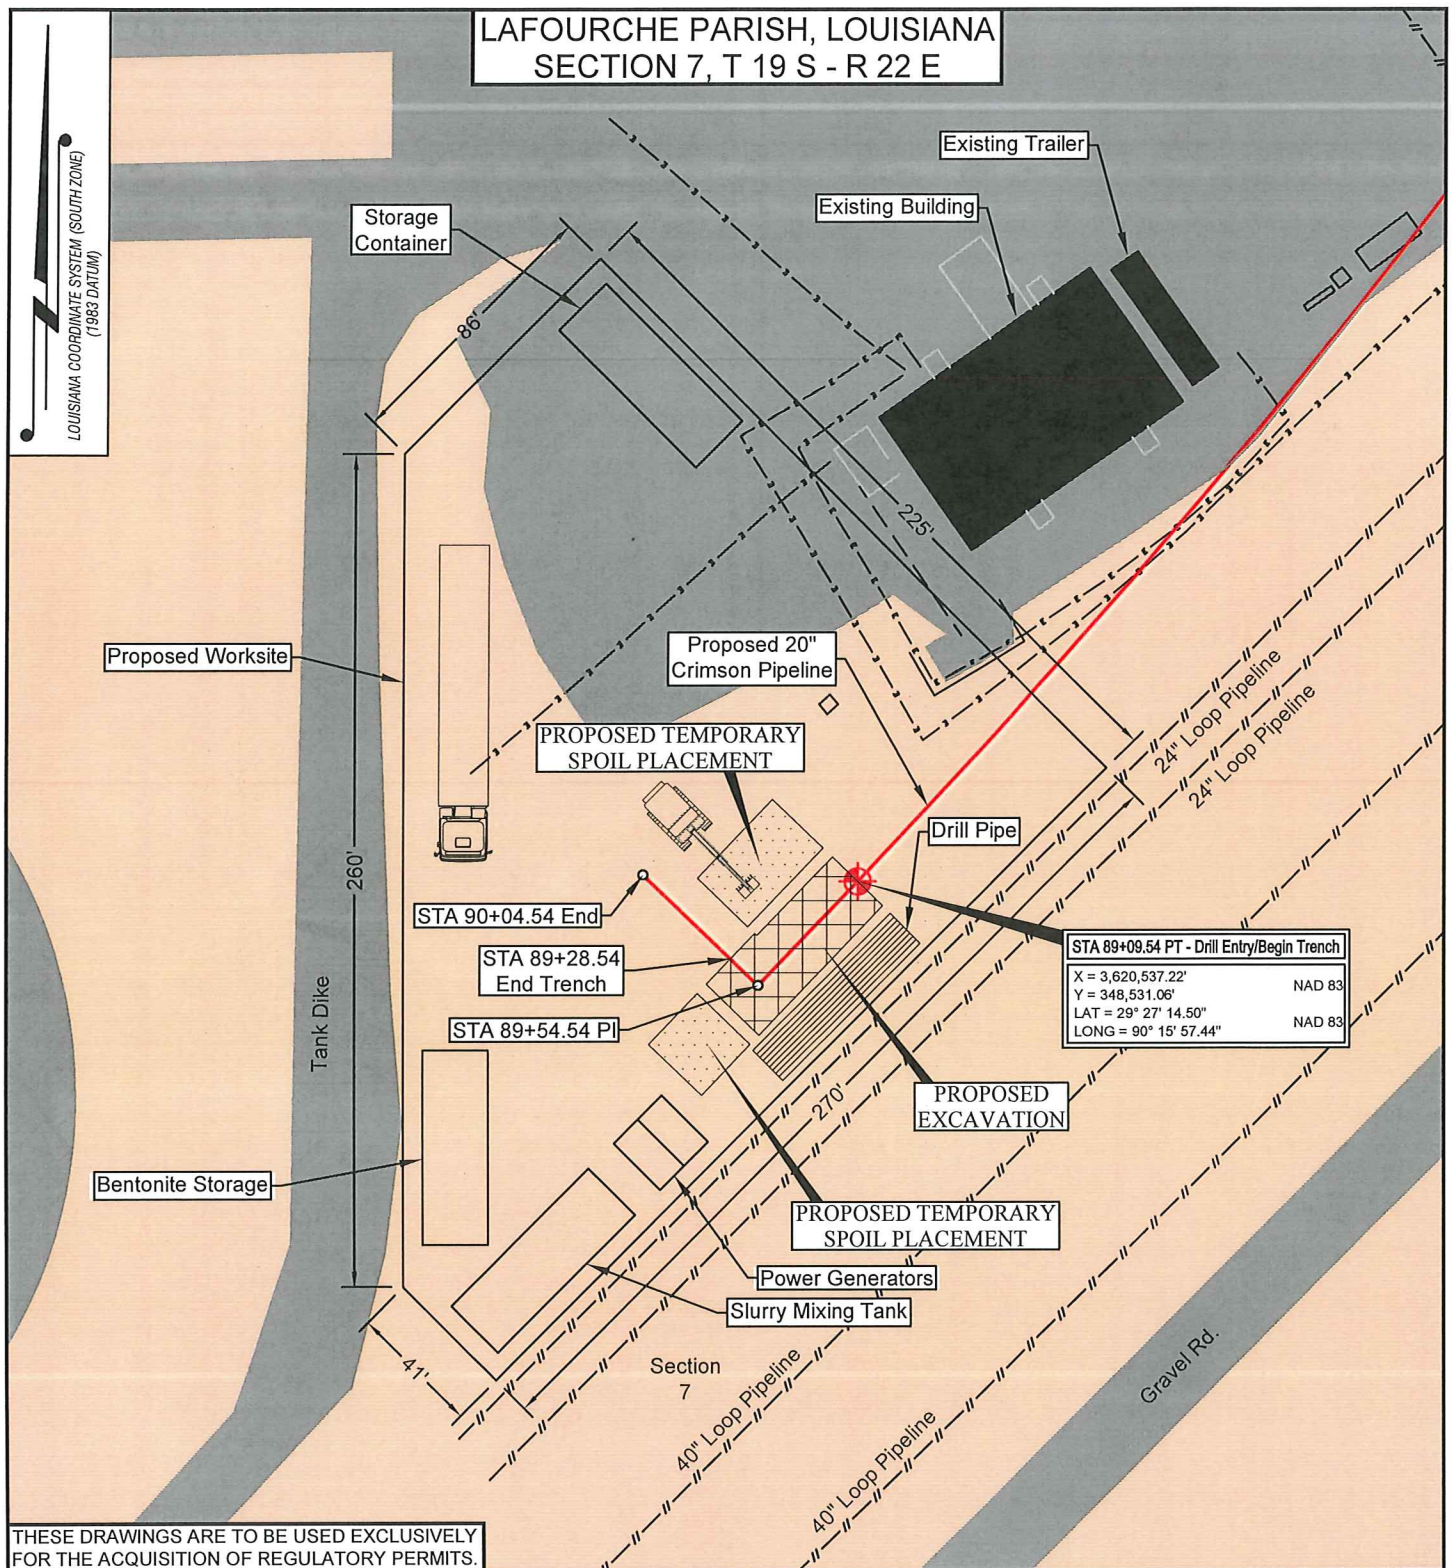 LAFOURCHE PARISH, LOUISIANA
SECTION 7, T 19 S - R 22 E
LOUISIANA COORDINATE SYSTEM (SOUTH ZONE)
(1983 DATUM)
Existing Trailer
Existing Building
Storage
Container
86'
225'
Proposed Worksite
Proposed 20"
Crimson Pipeline
24" Loop Pipeline
24" Loop Pipeline
PROPOSED TEMPORARY
SPOIL PLACEMENT
Drill Pipe
260'
STA 90+04.54 End
STA 89+28.54
End Trench
STA 89+54.54 PI
STA 89+09.54 PT - Drill Entry/Begin Trench
X = 3,620,537.22'
Y = 348,531.06'
NAD 83
LAT = 29° 27' 14.50"
LONG = 90° 15' 57.44"
NAD 83
Tank Dike
270'
PROPOSED
EXCAVATION
Bentonite Storage
PROPOSED TEMPORARY
SPOIL PLACEMENT
Power Generators
Slurry Mixing Tank
41'
Section
7
40" Loop Pipeline
40" Loop Pipeline
Gravel Rd.
THESE DRAWINGS ARE TO BE USED EXCLUSIVELY
FOR THE ACQUISITION OF REGULATORY PERMITS.